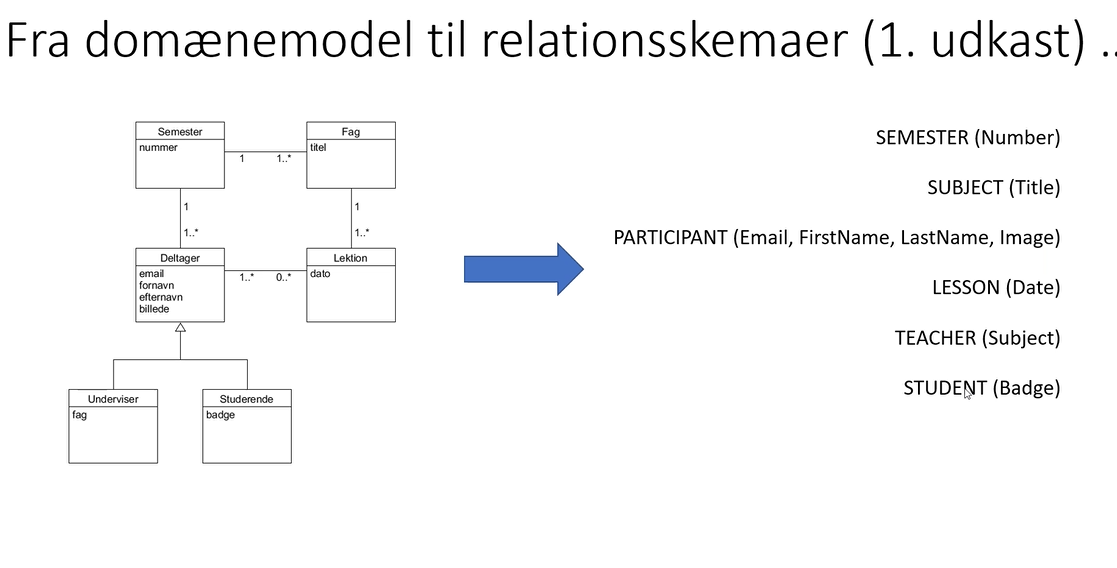 Fra domænemodel til relationsskemaer (1. udkast) ..
Semester
nummer
Fag
titel
1
1..*
1
1..*
1
1..*
Deltager
email
fornavn
efternavn
billede
1..*
0..*
Lektion
dato
Underviser
fag
Studerende
badge
SEMESTER (Number)
SUBJECT (Title)
PARTICIPANT (Email, FirstName, LastName, Image)
LESSON (Date)
TEACHER (Subject)
STUDENT (Badge)